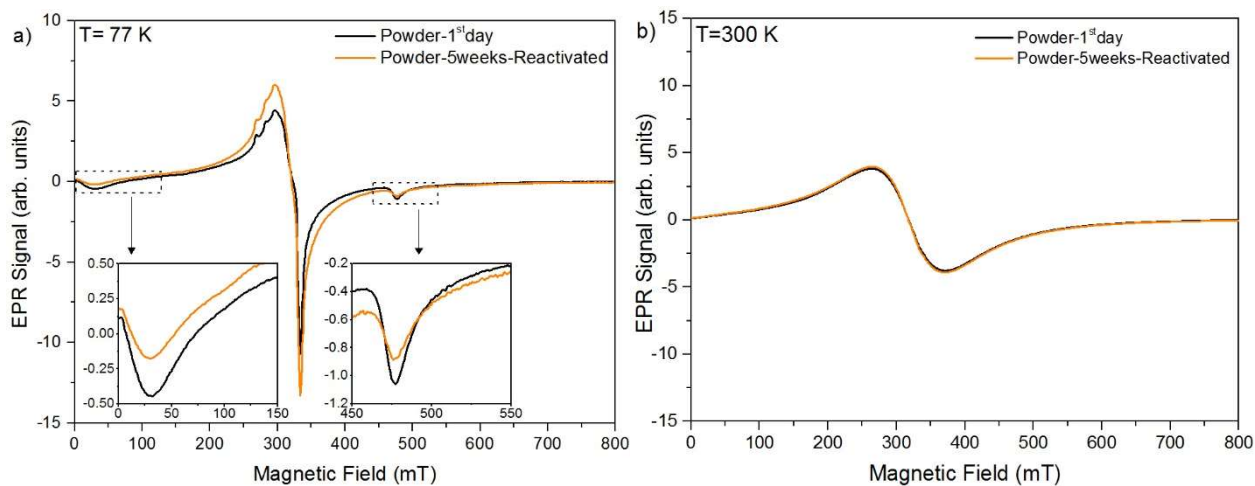 a)
T= 77 K
Powder-1ˢᵗday
Powder-5weeks-Reactivated
EPR Signal (arb. units)
10
5
0
-5
-10
-15
0.50
0.25
0.00
-0.25
-0.50
0 50 100 150
-0.2
-0.4
-0.6
-0.8
-1.0
-1.2
450 500 550
0 100 200 300 400 500 600 700 800
Magnetic Field (mT)
b)
T=300 K
Powder-1ˢᵗday
Powder-5weeks-Reactivated
EPR Signal (arb. units)
15
10
5
0
-5
-10
-15
0 100 200 300 400 500 600 700 800
Magnetic Field (mT)